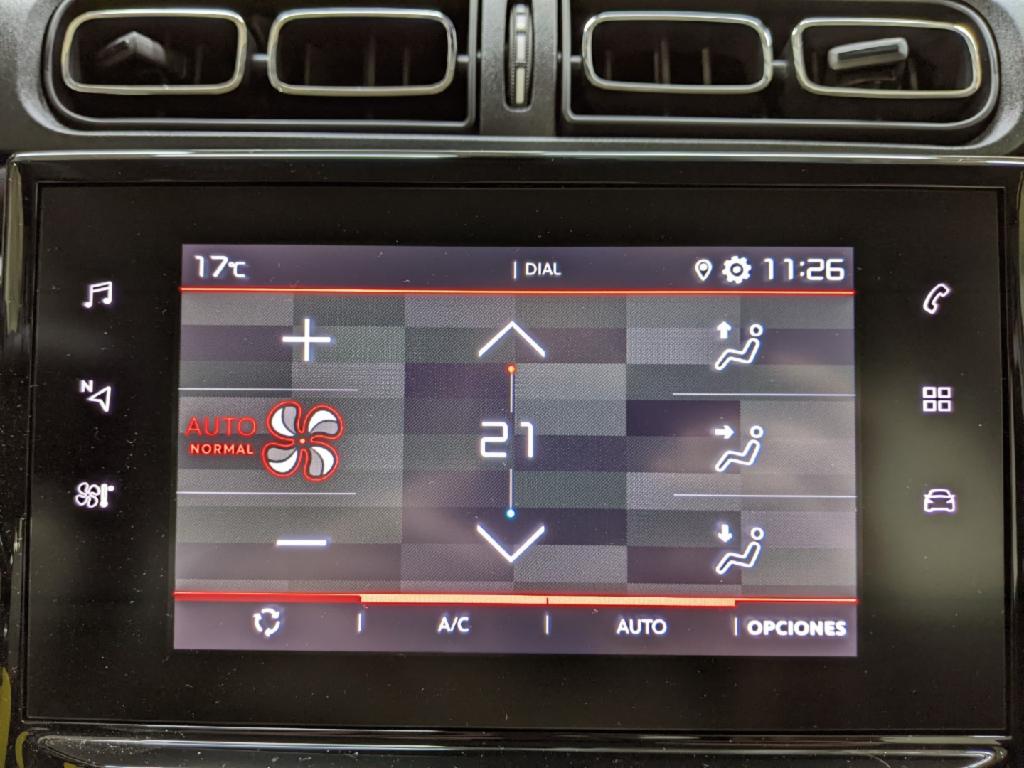 17°C | DIAL 11:26
N
AUTO
NORMAL
21
| A/C | AUTO | OPCIONES